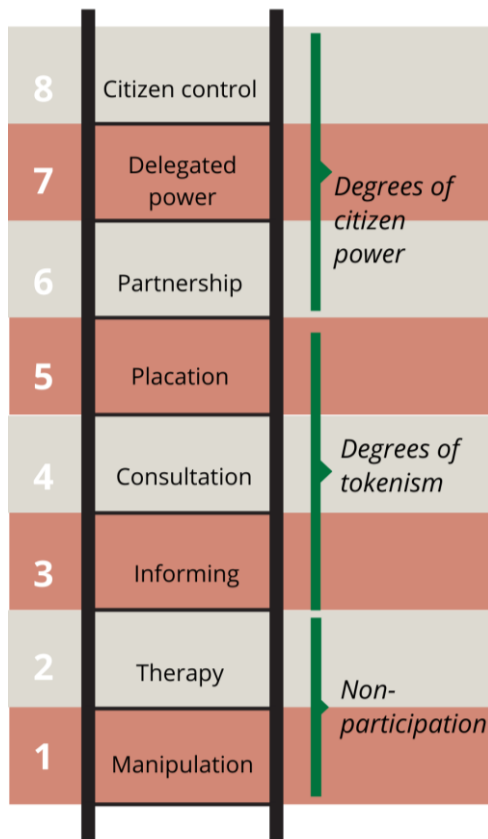 8
Citizen control
7
Delegated
power
Degrees of
citizen
power
6
Partnership
5
Placation
4
Consultation
Degrees of
tokenism
3
Informing
2
Therapy
Non-
participation
1
Manipulation